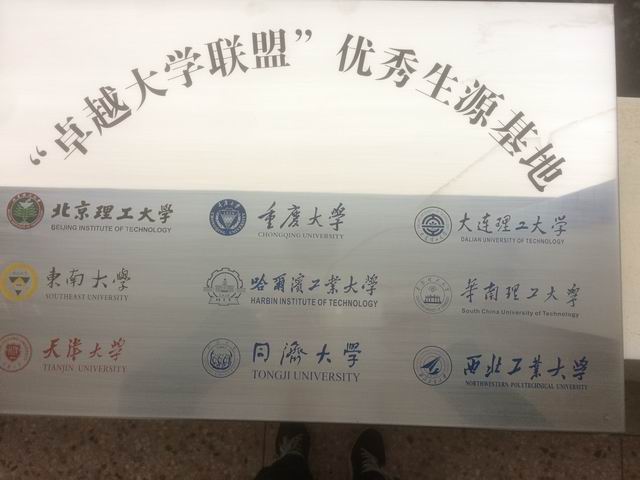 “卓越大学联盟”优秀生源基地
北京理工大学
BEIJING INSTITUTE OF TECHNOLOGY
重庆大学
CHONGQING UNIVERSITY
大连理工大学
DALIAN UNIVERSITY OF TECHNOLOGY
東南大學
SOUTHEAST UNIVERSITY
哈爾濱工業大學
HARBIN INSTITUTE OF TECHNOLOGY
華南理工大學
South China University of Technology
天津大学
TIANJIN UNIVERSITY
同濟大學
TONGJI UNIVERSITY
西北工業大學
NORTHWESTERN POLYTECHNICAL UNIVERSITY